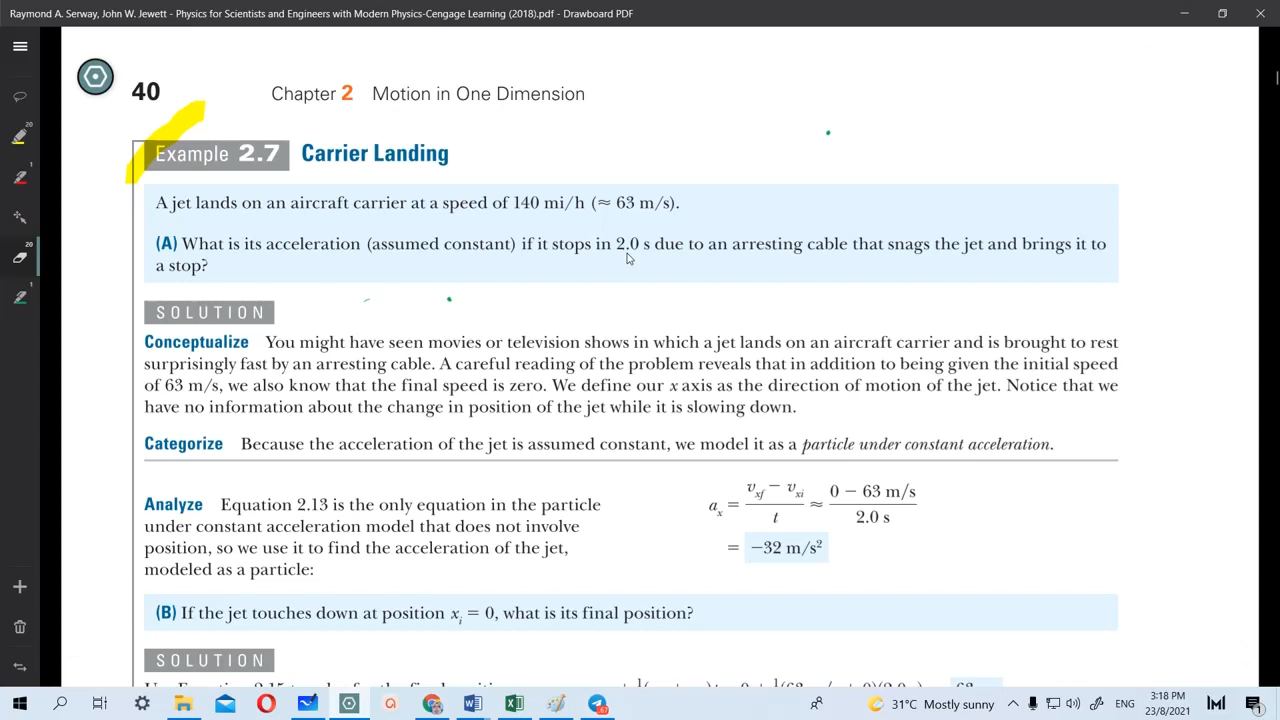 Raymond A. Serway, John W. Jewett - Physics for Scientists and Engineers with Modern Physics-Cengage Learning (2018).pdf - Drawboard PDF
40 Chapter 2 Motion in One Dimension
Example 2.7 Carrier Landing
A jet lands on an aircraft carrier at a speed of 140 mi/h (≈ 63 m/s).
(A) What is its acceleration (assumed constant) if it stops in 2.0 s due to an arresting cable that snags the jet and brings it to
a stop?
SOLUTION
Conceptualize You might have seen movies or television shows in which a jet lands on an aircraft carrier and is brought to rest
surprisingly fast by an arresting cable. A careful reading of the problem reveals that in addition to being given the initial speed
of 63 m/s, we also know that the final speed is zero. We define our x axis as the direction of motion of the jet. Notice that we
have no information about the change in position of the jet while it is slowing down.
Categorize Because the acceleration of the jet is assumed constant, we model it as a particle under constant acceleration.
Analyze Equation 2.13 is the only equation in the particle
under constant acceleration model that does not involve
position, so we use it to find the acceleration of the jet,
modeled as a particle:
a_x = (v_xf − v_xi) / t ≈ (0 − 63 m/s) / 2.0 s
= −32 m/s²
(B) If the jet touches down at position x_i = 0, what is its final position?
SOLUTION
20
1
20
1
31°C Mostly sunny
ENG
3:18 PM
23/8/2021